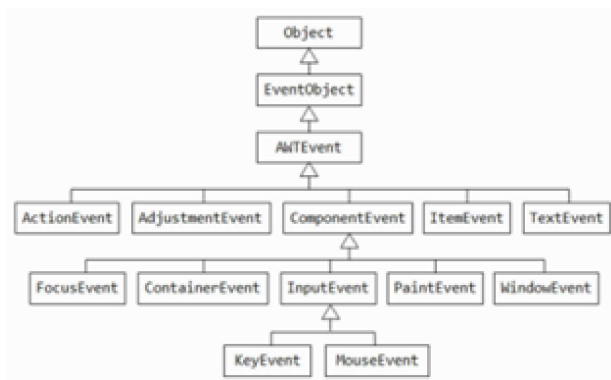 Object
EventObject
AWTEvent
ActionEvent AdjustmentEvent ComponentEvent ItemEvent TextEvent
FocusEvent ContainerEvent InputEvent PaintEvent WindowEvent
KeyEvent MouseEvent